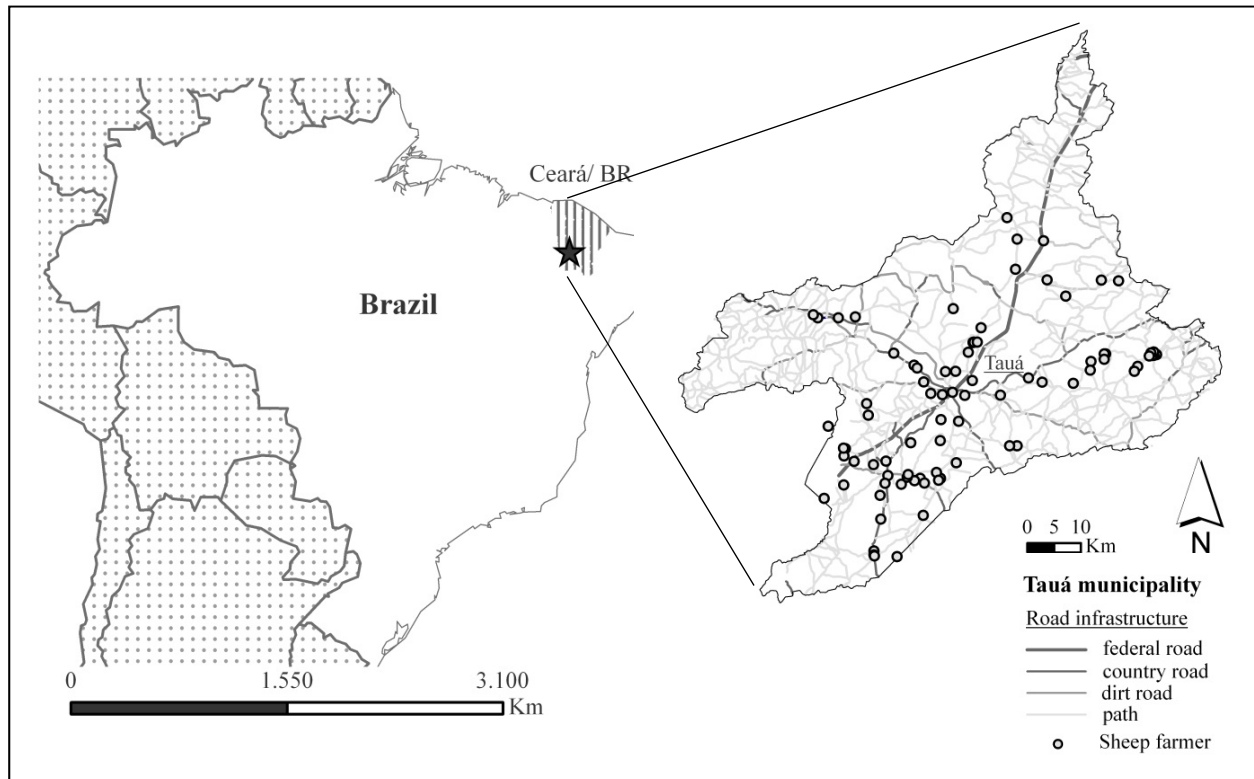 Ceará/ BR
Brazil
0 1.550 3.100
Km
Tauá
0 5 10
Km
N
Tauá municipality
Road infrastructure
federal road
country road
dirt road
path
Sheep farmer